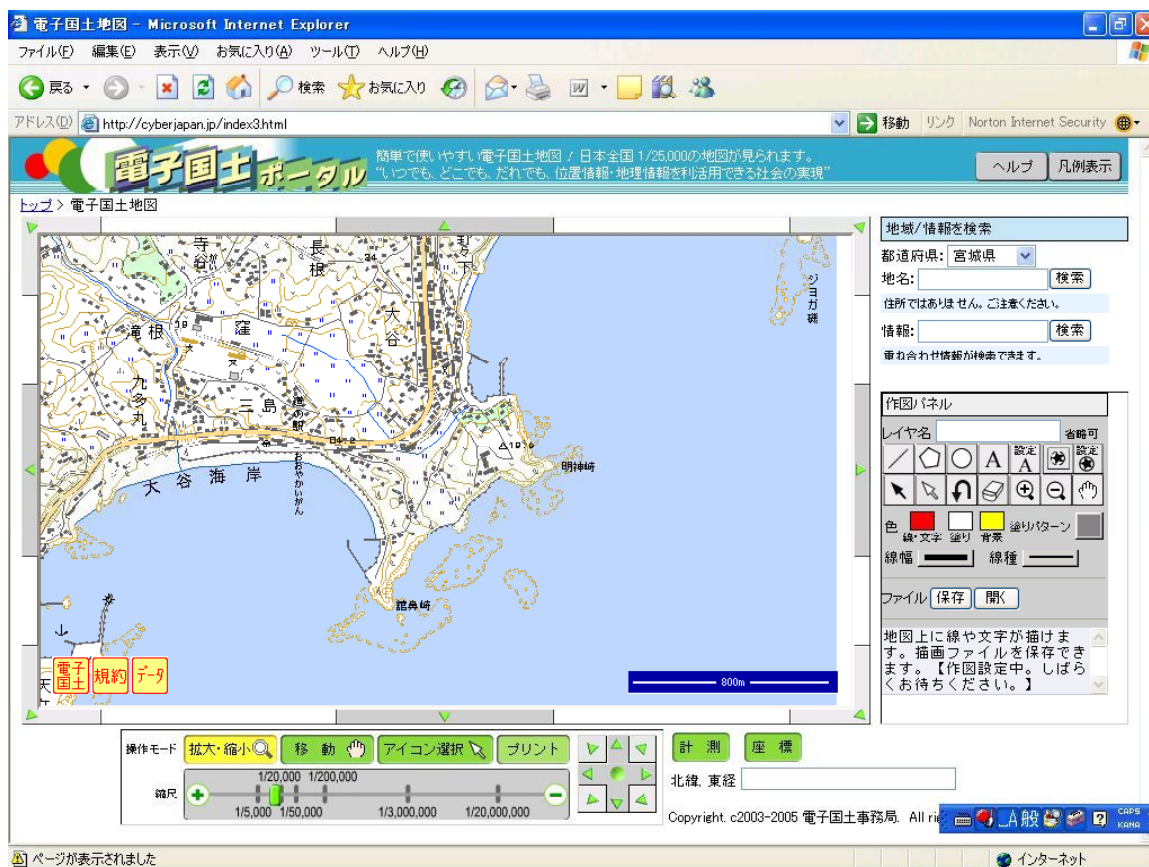 電子国土地図 - Microsoft Internet Explorer
ファイル(F) 編集(E) 表示(V) お気に入り(A) ツール(T) ヘルプ(H)
戻る 検索 お気に入り
アドレス(D) http://cyberjapan.jp/index3.html 移動 リンク Norton Internet Security
電子国土ポータル
簡単で使いやすい電子国土地図 / 日本全国 1/25,000の地図が見られます。
"いつでも、どこでも、だれでも、位置情報・地理情報を利活用できる社会の実現"
ヘルプ 凡例表示
トップ > 電子国土地図
寺谷
長根
下
大谷
滝根
窪
九多丸
三島
道の駅
おおやかいがん
大谷海岸
明神崎
館鼻崎
ジョガ礒
電子国土 規約 データ
800m
地域/情報を検索
都道府県: 宮城県
地名: 検索
住所ではありません。ご注意ください。
情報: 検索
重ね合わせ情報が検索できます。
作図パネル
レイヤ名 省略可
A 設定 A 設定
色 線・文字 塗り 背景 塗りパターン
線幅 線種
ファイル 保存 開く
地図上に線や文字が描けま
す。描画ファイルを保存でき
ます。【作図設定中。しばら
くお待ちください。】
操作モード 拡大・縮小 移動 アイコン選択 プリント
計測 座標
縮尺
1/20,000 1/200,000
1/5,000 1/50,000 1/3,000,000 1/20,000,000
北緯, 東経
Copyright. c2003-2005 電子国土事務局. All
A般 CAPS KANA
ページが表示されました インターネット